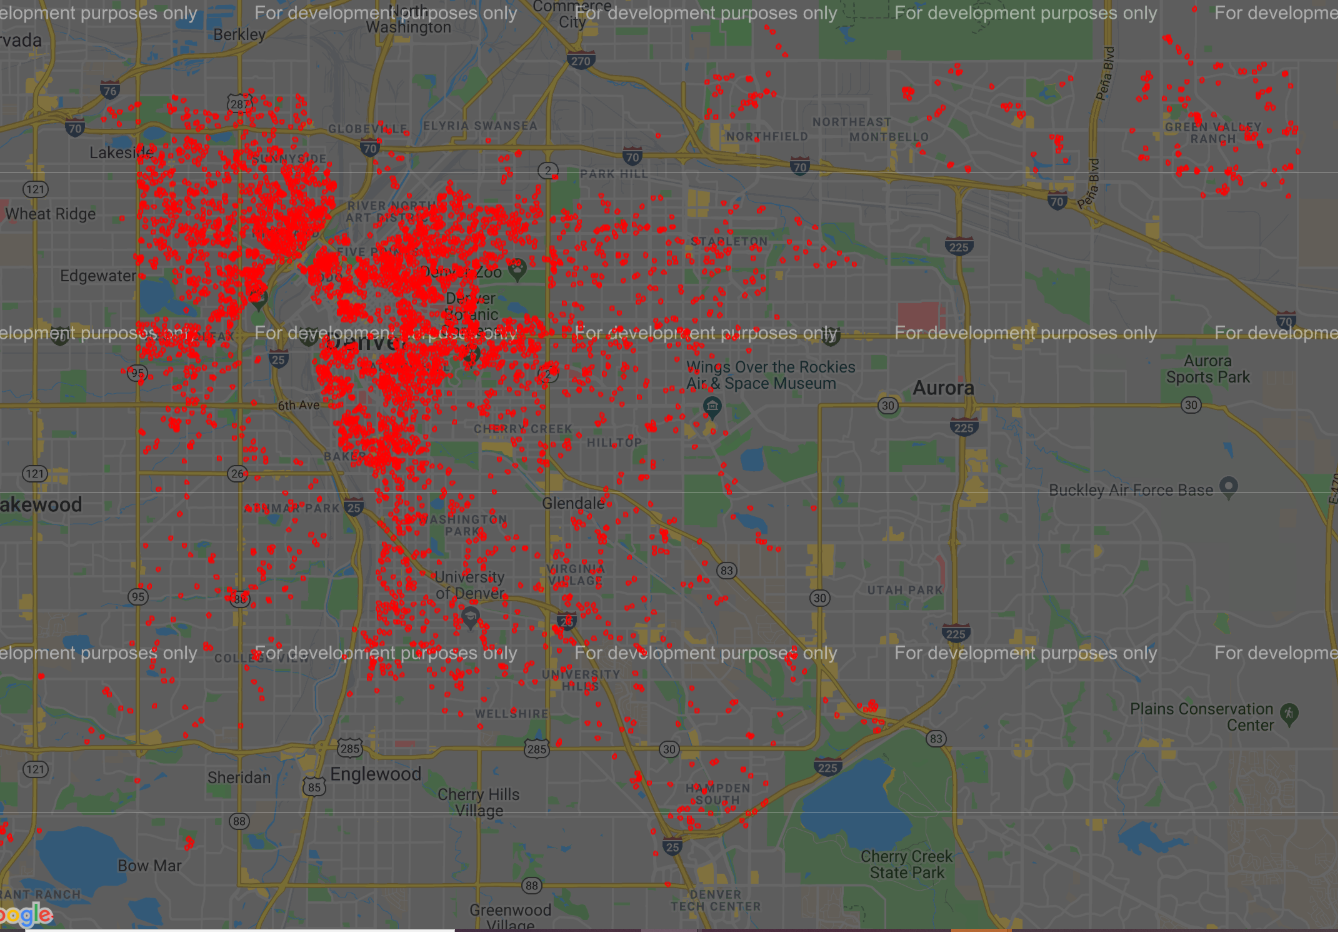 elopment purposes only For development purposes only For development purposes only For development purposes only For developme
North
Washington
Commerce
City
rvada
Berkley
270
76
287
70
GLOBEVILLE
ELYRIA SWANSEA
NORTHEAST
MONTBELLO
NORTHFIELD
Peña Blvd
GREEN VALLEY
RANCH
Lakeside
SUNNYSIDE
70
70
70
2
PARK HILL
121
Wheat Ridge
RIVER NORTH
ART DISTRICT
Peña Blvd
70
STAPLETON
225
FIVE POINTS
Edgewater
Denver Zoo
Denver
Botanic
Gardens
70
elopment purposes only For development purposes only For development purposes only For development purposes only For developme
Denver
25
95
2
Wings Over the Rockies
Air & Space Museum
Aurora
Aurora
Sports Park
6th Ave
30
30
225
CHERRY CREEK
HILLTOP
BAKER
121
26
akewood
ATHMAR PARK
25
Glendale
Buckley Air Force Base
E-470
WASHINGTON
PARK
VIRGINIA
VILLAGE
83
University
of Denver
UTAH PARK
95
88
30
25
225
elopment purposes only For development purposes only For development purposes only For development purposes only For developme
COLLEGE VIEW
UNIVERSITY
HILLS
WELLSHIRE
Plains Conservation
Center
285
285
30
83
121
225
Sheridan
Englewood
85
HAMPDEN
SOUTH
Cherry Hills
Village
88
25
Bow Mar
Cherry Creek
State Park
88
RANT RANCH
DENVER
TECH CENTER
Greenwood
Village
oogle